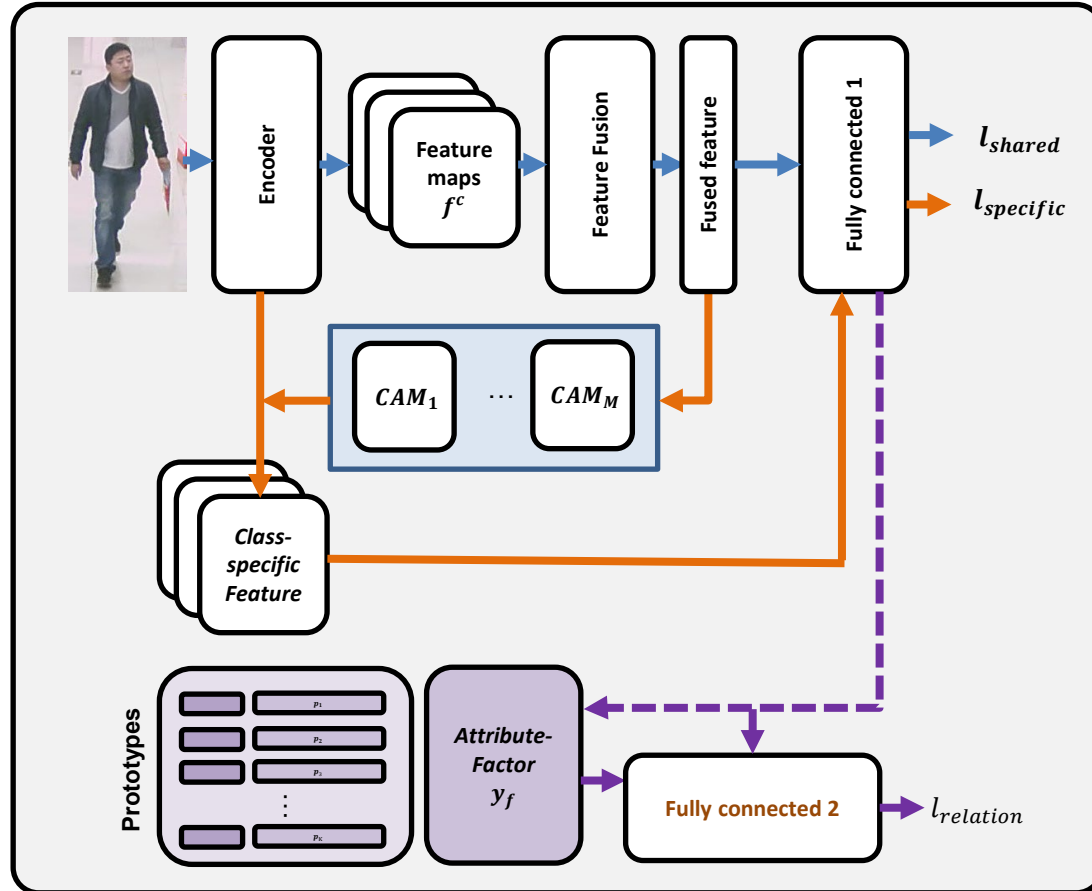 Encoder
Feature
maps
f^c
Feature Fusion
Fused feature
Fully connected 1
l_shared
l_specific
CAM_1
...
CAM_M
Class-
specific
Feature
Prototypes
p_1
p_2
p_3
⋮
p_K
Attribute-
Factor
y_f
Fully connected 2
l_relation